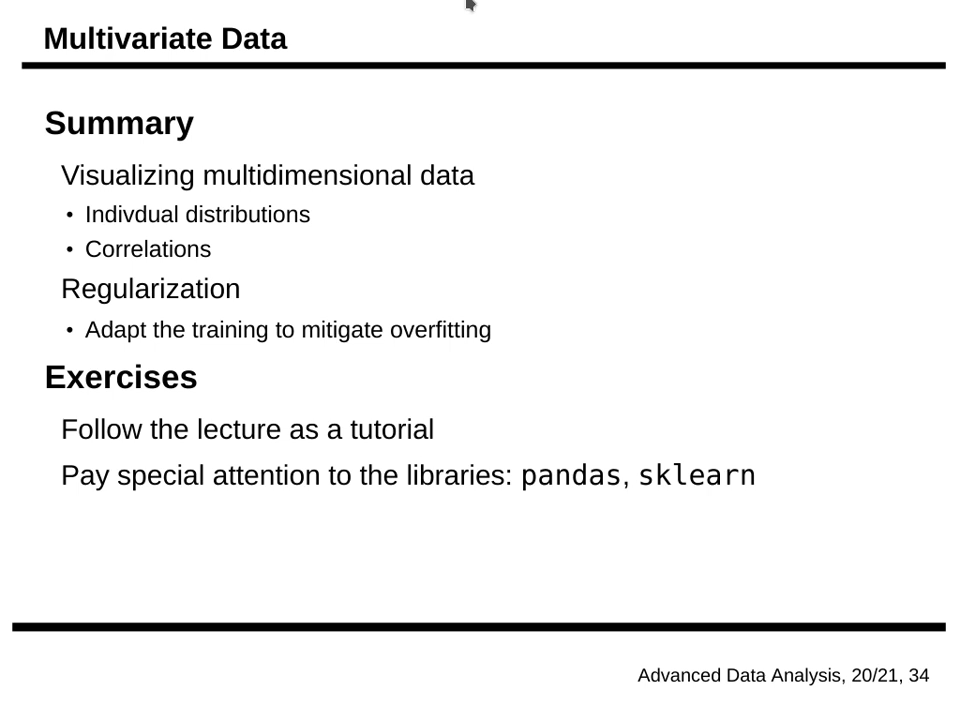 Multivariate Data
Summary
Visualizing multidimensional data
• Indivdual distributions
• Correlations
Regularization
• Adapt the training to mitigate overfitting
Exercises
Follow the lecture as a tutorial
Pay special attention to the libraries: pandas, sklearn
Advanced Data Analysis, 20/21, 34